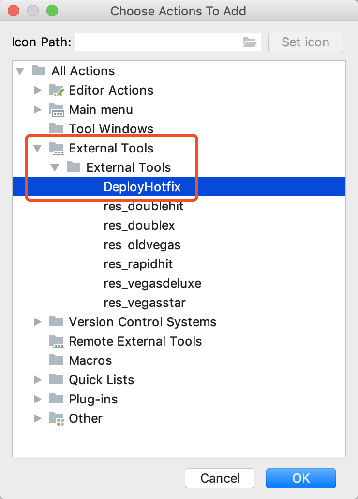 Choose Actions To Add
Icon Path:
Set icon
All Actions
Editor Actions
Main menu
Tool Windows
External Tools
External Tools
DeployHotfix
res_doublehit
res_doublex
res_oldvegas
res_rapidhit
res_vegasdeluxe
res_vegasstar
Version Control Systems
Remote External Tools
Macros
Quick Lists
Plug-ins
Other
Cancel
OK